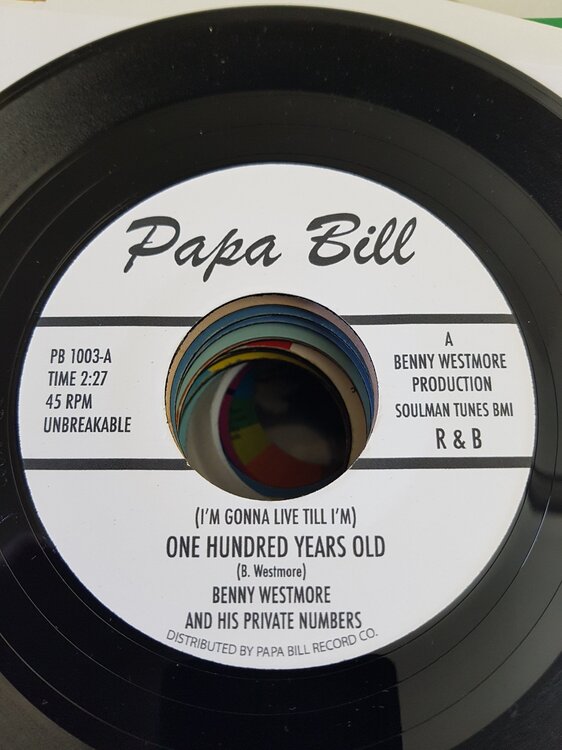 Papa Bill
PB 1003-A
TIME 2:27
45 RPM
UNBREAKABLE
A
BENNY WESTMORE
PRODUCTION
SOULMAN TUNES BMI
R & B
(I'M GONNA LIVE TILL I'M)
ONE HUNDRED YEARS OLD
(B. Westmore)
BENNY WESTMORE
AND HIS PRIVATE NUMBERS
DISTRIBUTED BY PAPA BILL RECORD CO.